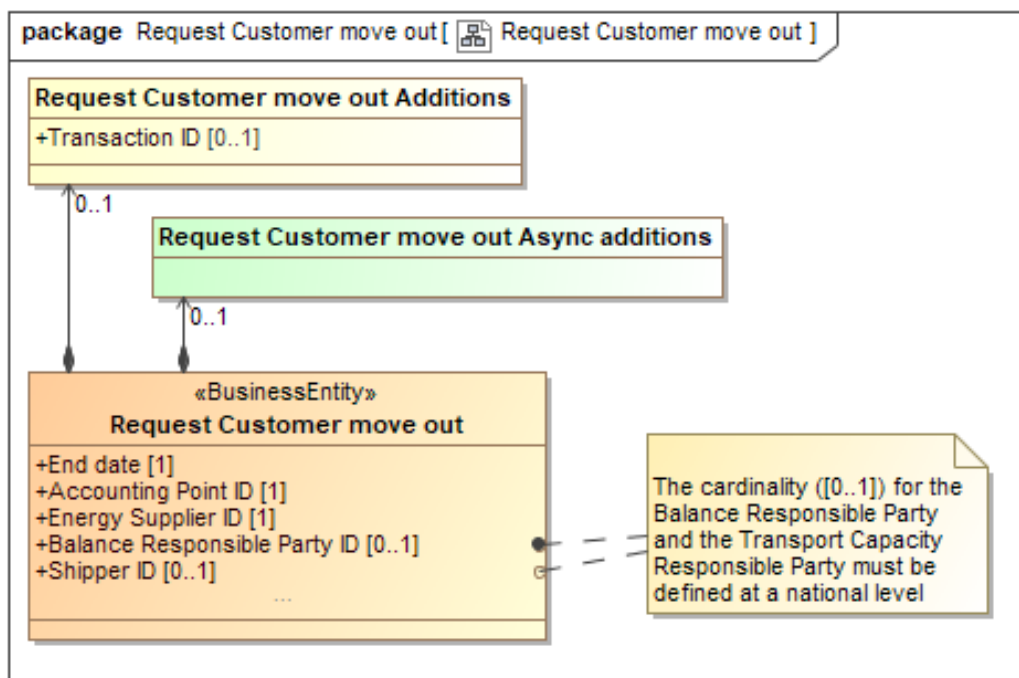 package Request Customer move out [ Request Customer move out ]
Request Customer move out Additions
+Transaction ID [0..1]
0..1
Request Customer move out Async additions
0..1
«BusinessEntity»
Request Customer move out
+End date [1]
+Accounting Point ID [1]
+Energy Supplier ID [1]
+Balance Responsible Party ID [0..1]
+Shipper ID [0..1]
...
The cardinality ([0..1]) for the
Balance Responsible Party
and the Transport Capacity
Responsible Party must be
defined at a national level